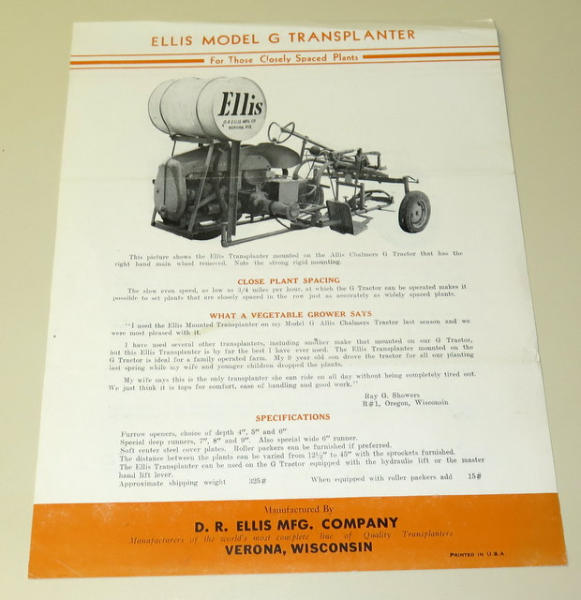 ELLIS MODEL G TRANSPLANTER
For Those Closely Spaced Plants
Ellis
D.R. ELLIS MFG. CO.
VERONA, WIS.
This picture shows the Ellis Transplanter mounted on the Allis Chalmers G Tractor that has the
right hand main wheel removed. Note the strong rigid mounting.
CLOSE PLANT SPACING
The slow even speed, as low as 3/4 miles per hour, at which the G Tractor can be operated makes it
possible to set plants that are closely spaced in the row just as accurately as widely spaced plants.
WHAT A VEGETABLE GROWER SAYS
"I used the Ellis Mounted Transplanter on my Model G Allis Chalmers Tractor last season and we
were most pleased with it.
I have used several other transplanters, including another make that mounted on our G Tractor,
but this Ellis Transplanter is by far the best I have ever used. The Ellis Transplanter mounted on the
G Tractor is ideal for a family operated farm. My 9 year old son drove the tractor for all our planting
last spring while my wife and younger children dropped the plants.
My wife says this is the only transplanter she can ride on all day without being completely tired out.
We just think it is tops for comfort, ease of handling and good work."
Ray G. Showers
R#1, Oregon, Wisconsin
SPECIFICATIONS
Furrow openers, choice of depth 4", 5" and 6"
Special deep runners, 7", 8" and 9". Also special wide 6" runner.
Soft center steel cover plates. Roller packers can be furnished if preferred.
The distance between the plants can be varied from 12½" to 45" with the sprockets furnished.
The Ellis Transplanter can be used on the G Tractor equipped with the hydraulic lift or the master
hand lift lever.
Approximate shipping weight 325# When equipped with roller packers add 15#
Manufactured By
D. R. ELLIS MFG. COMPANY
Manufacturers of the world's most complete line of Quality Transplanters
VERONA, WISCONSIN
PRINTED IN U.S.A.